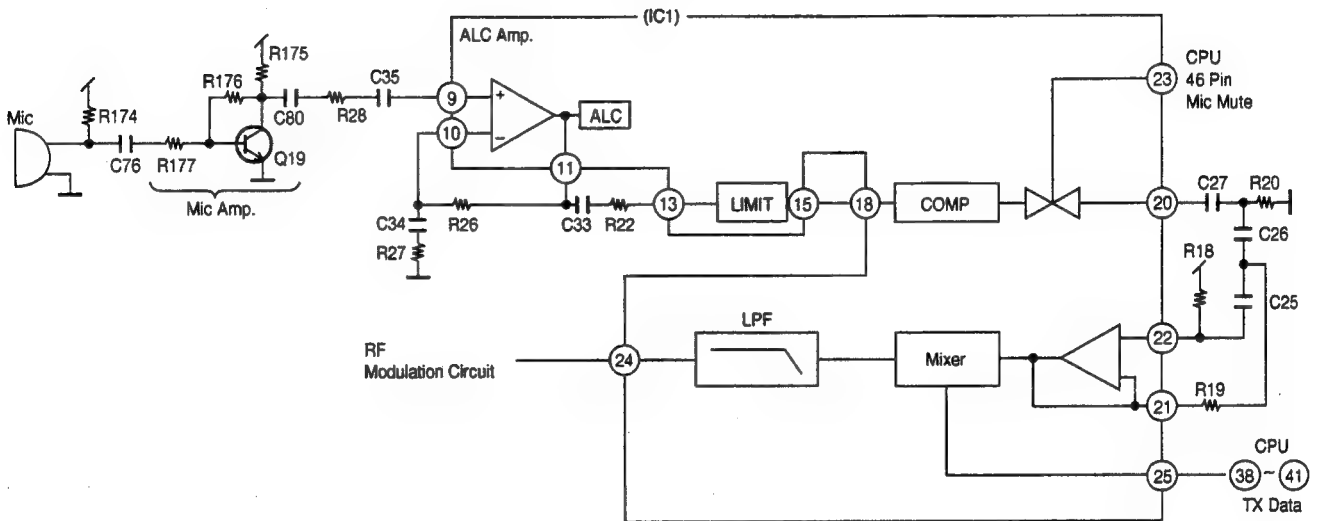 (IC1)
ALC Amp.
CPU
46 Pin
Mic Mute
23
R175
R176
C35
9
+
Mic
R174
C80
R28
ALC
10
−
C76
R177
Q19
11
Mic Amp.
13
LIMIT
15
18
COMP
20
C27
R20
C34
R26
C33
R22
C26
R27
R18
C25
LPF
22
RF
Modulation Circuit
24
Mixer
R19
21
CPU
25
38 ~ 41
TX Data